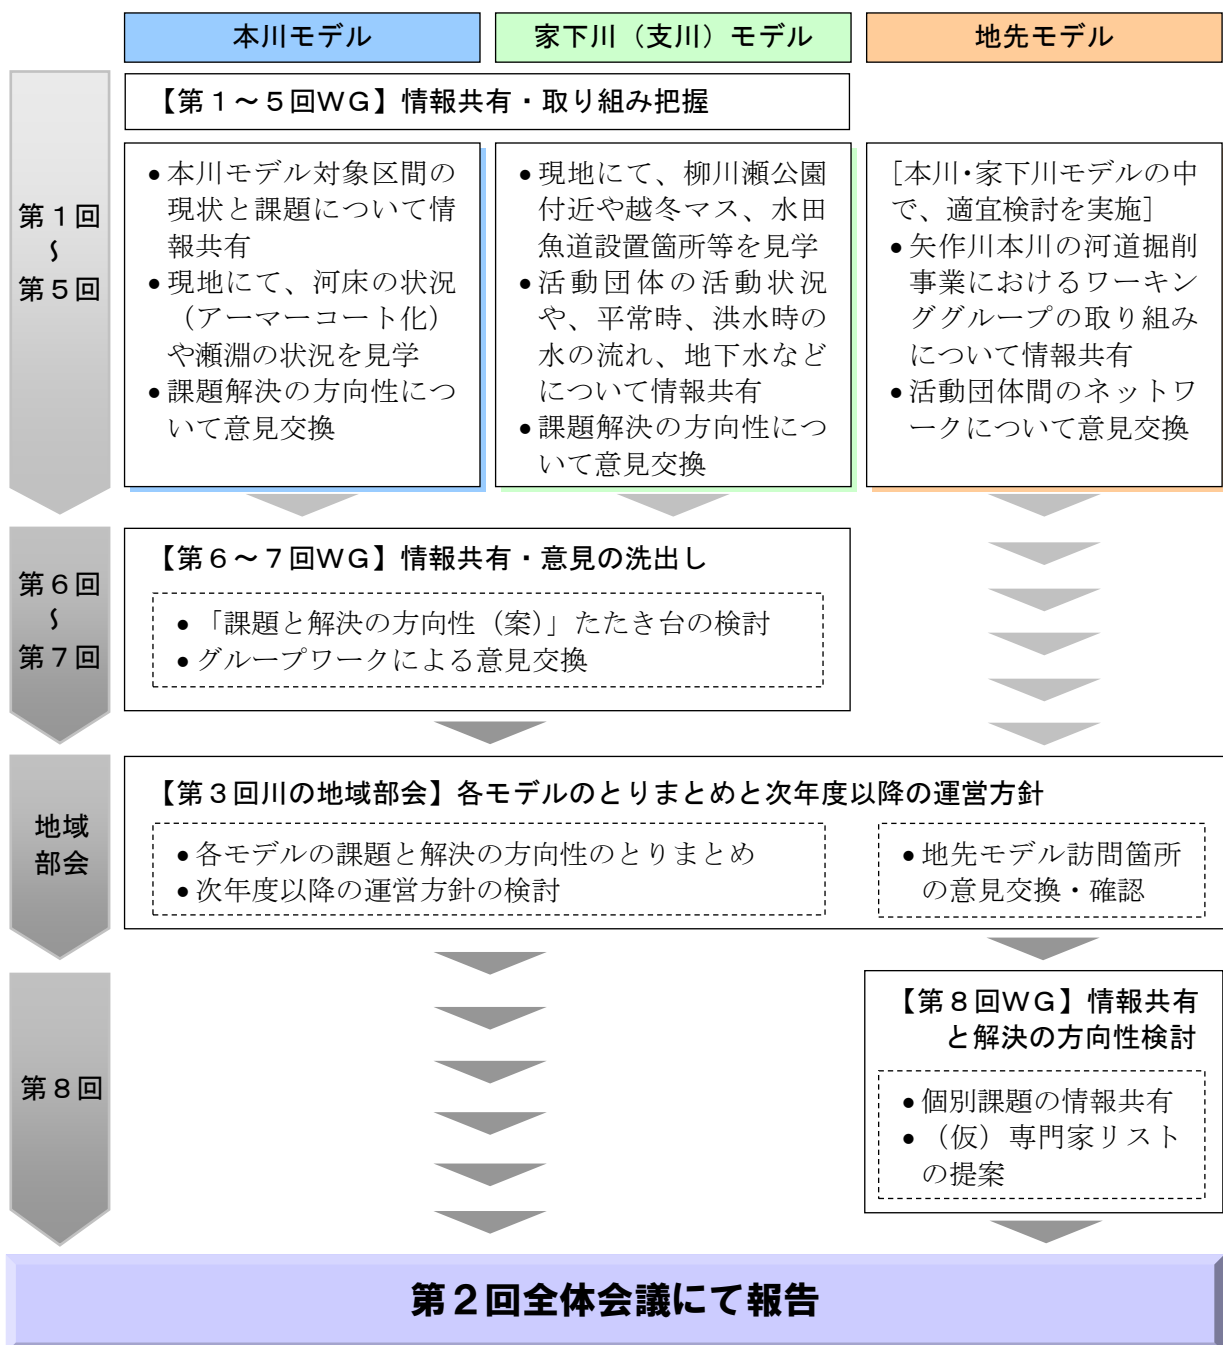 本川モデル
家下川（支川）モデル
地先モデル
第１回
～
第５回
【第１～５回ＷＧ】情報共有・取り組み把握
●本川モデル対象区間の
現状と課題について情
報共有
●現地にて、河床の状況
（アーマーコート化）
や瀬淵の状況を見学
●課題解決の方向性につ
いて意見交換
●現地にて、柳川瀬公園
付近や越冬マス、水田
魚道設置箇所等を見学
●活動団体の活動状況
や、平常時、洪水時の
水の流れ、地下水など
について情報共有
●課題解決の方向性につ
いて意見交換
［本川・家下川モデルの中
で、適宜検討を実施］
●矢作川本川の河道掘削
事業におけるワーキン
ググループの取り組み
について情報共有
●活動団体間のネットワ
ークについて意見交換
第６回
～
第７回
【第６～７回ＷＧ】情報共有・意見の洗出し
●「課題と解決の方向性（案）」たたき台の検討
●グループワークによる意見交換
地域
部会
【第３回川の地域部会】各モデルのとりまとめと次年度以降の運営方針
●各モデルの課題と解決の方向性のとりまとめ
●次年度以降の運営方針の検討
●地先モデル訪問箇所
の意見交換・確認
第８回
【第８回ＷＧ】情報共有
と解決の方向性検討
●個別課題の情報共有
●（仮）専門家リスト
の提案
第２回全体会議にて報告